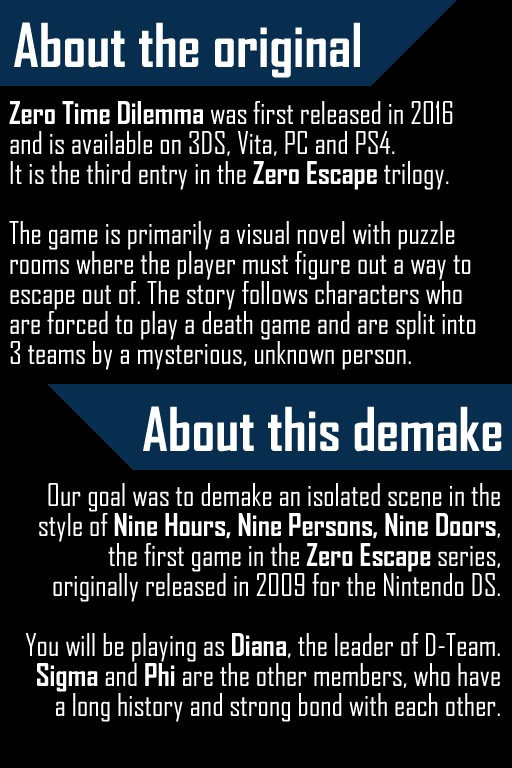 About the original
Zero Time Dilemma was first released in 2016
and is available on 3DS, Vita, PC and PS4.
It is the third entry in the Zero Escape trilogy.
The game is primarily a visual novel with puzzle
rooms where the player must figure out a way to
escape out of. The story follows characters who
are forced to play a death game and are split into
3 teams by a mysterious, unknown person.
About this demake
Our goal was to demake an isolated scene in the
style of Nine Hours, Nine Persons, Nine Doors,
the first game in the Zero Escape series,
originally released in 2009 for the Nintendo DS.
You will be playing as Diana, the leader of D-Team.
Sigma and Phi are the other members, who have
a long history and strong bond with each other.